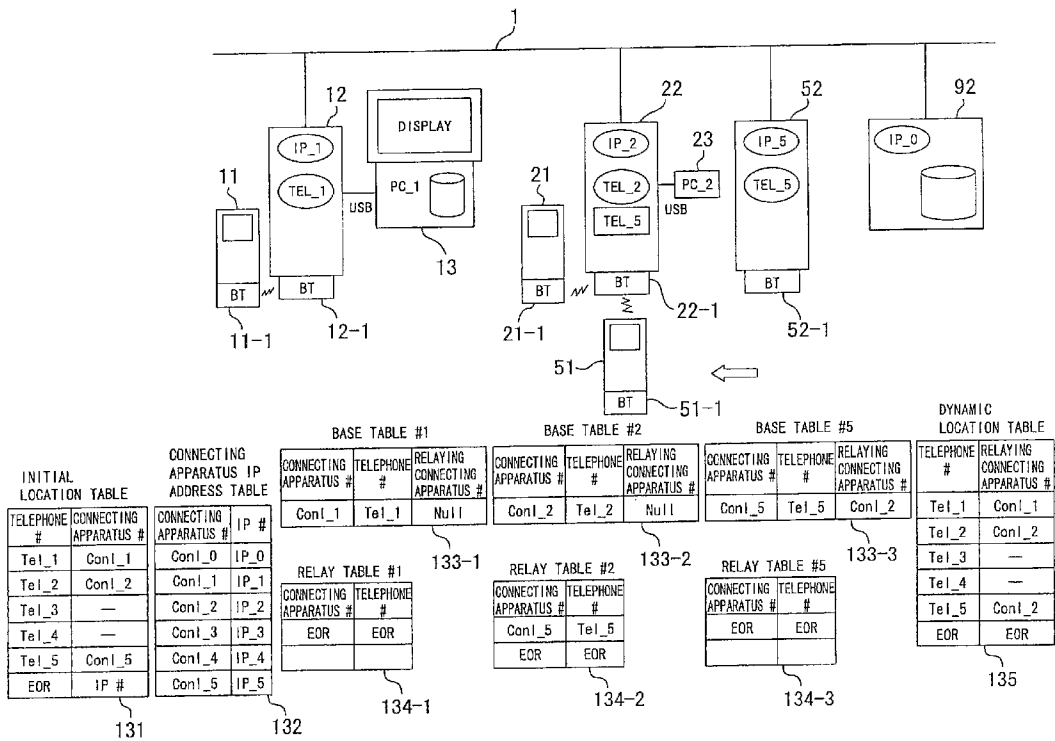 1
12
22
52
92
DISPLAY
IP_1
IP_2
IP_5
IP_0
23
11
TEL_1
PC_1
21
TEL_2
PC_2
TEL_5
USB
USB
TEL_5
13
BT
BT
BT
BT
BT
11-1
12-1
21-1
22-1
52-1
51
BT
51-1
INITIAL
LOCATION TABLE
TELEPHONE # CONNECTING APPARATUS #
Tel_1 Conl_1
Tel_2 Conl_2
Tel_3 —
Tel_4 —
Tel_5 Conl_5
EOR IP #
131
CONNECTING
APPARATUS IP
ADDRESS TABLE
CONNECTING APPARATUS # IP #
Conl_0 IP_0
Conl_1 IP_1
Conl_2 IP_2
Conl_3 IP_3
Conl_4 IP_4
Conl_5 IP_5
132
BASE TABLE #1
CONNECTING APPARATUS # TELEPHONE # RELAYING CONNECTING APPARATUS #
Conl_1 Tel_1 Null
133-1
RELAY TABLE #1
CONNECTING APPARATUS # TELEPHONE #
EOR EOR
134-1
BASE TABLE #2
CONNECTING APPARATUS # TELEPHONE # RELAYING CONNECTING APPARATUS #
Conl_2 Tel_2 Null
133-2
RELAY TABLE #2
CONNECTING APPARATUS # TELEPHONE #
Conl_5 Tel_5
EOR EOR
134-2
BASE TABLE #5
CONNECTING APPARATUS # TELEPHONE # RELAYING CONNECTING APPARATUS #
Conl_5 Tel_5 Conl_2
133-3
RELAY TABLE #5
CONNECTING APPARATUS # TELEPHONE #
EOR EOR
134-3
DYNAMIC
LOCATION TABLE
TELEPHONE # RELAYING CONNECTING APPARATUS #
Tel_1 Conl_1
Tel_2 Conl_2
Tel_3 —
Tel_4 —
Tel_5 Conl_2
EOR EOR
135